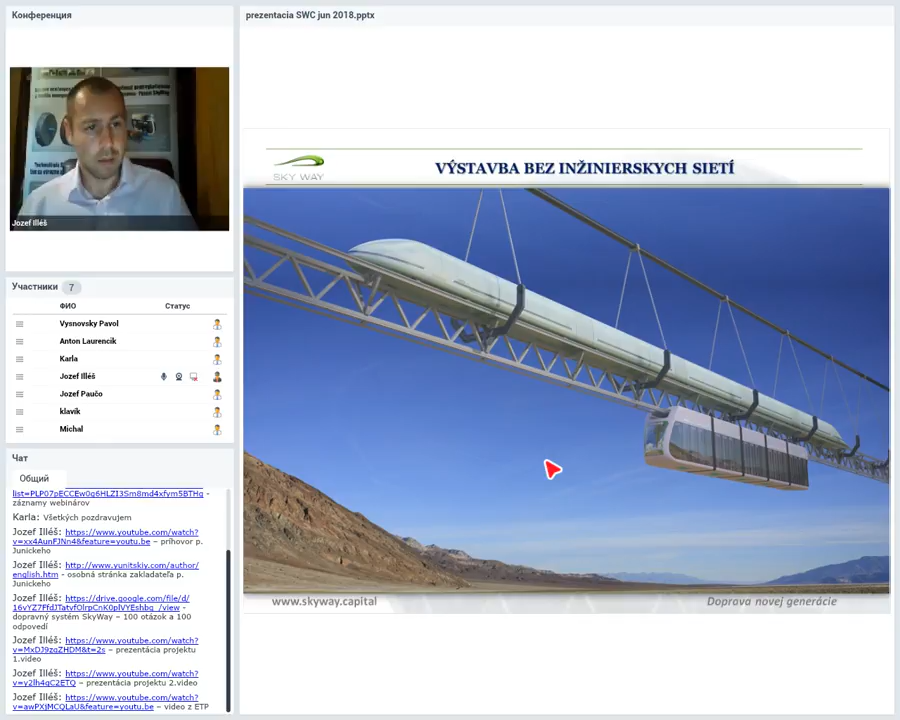 Конференция
Jozef Illéš
Участники 7
ФИО Статус
Vysnovsky Pavol
Anton Laurencik
Karla
Jozef Illéš
Jozef Paučo
klavik
Michal
Чат
Общий
list=PLP07pECCEw0q6HLZI3Sm8md4xfym5BTHq -
záznamy webinárov
Karla: Všetkých pozdravujem
Jozef Illéš: https://www.youtube.com/watch?
v=xx4AunFJNn4&feature=youtu.be – príhovor p.
Junickeho
Jozef Illéš: http://www.yunitskiy.com/author/
english.htm - osobná stránka zakladateľa p.
Junickeho
Jozef Illéš: https://drive.google.com/file/d/
dopravný systém SkyWay – 100 otázok a 100
odpovedí
Jozef Illéš: https://www.youtube.com/watch?
v=MxDJ9zqZHDM&t=2s – prezentácia projektu
1.video
Jozef Illéš: https://www.youtube.com/watch?
v=y2lh4qC2ETQ – prezentácia projektu 2.video
Jozef Illéš: https://www.youtube.com/watch?
v=awPXjMCQLaU&feature=youtu.be – video z ETP
prezentacia SWC jun 2018.pptx
SKY WAY
VÝSTAVBA BEZ INŽINIERSKYCH SIETÍ
www.skyway.capital
Doprava novej generácie